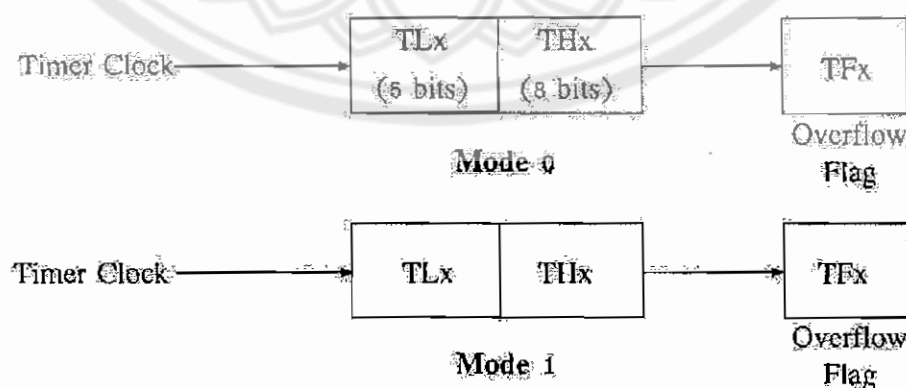 TLx THx
Timer Clock TFx
(5 bits) (8 bits)
Overflow
Mode 0
Flag
Timer Clock TLx THx TFx
Overflow
Mode 1
Flag